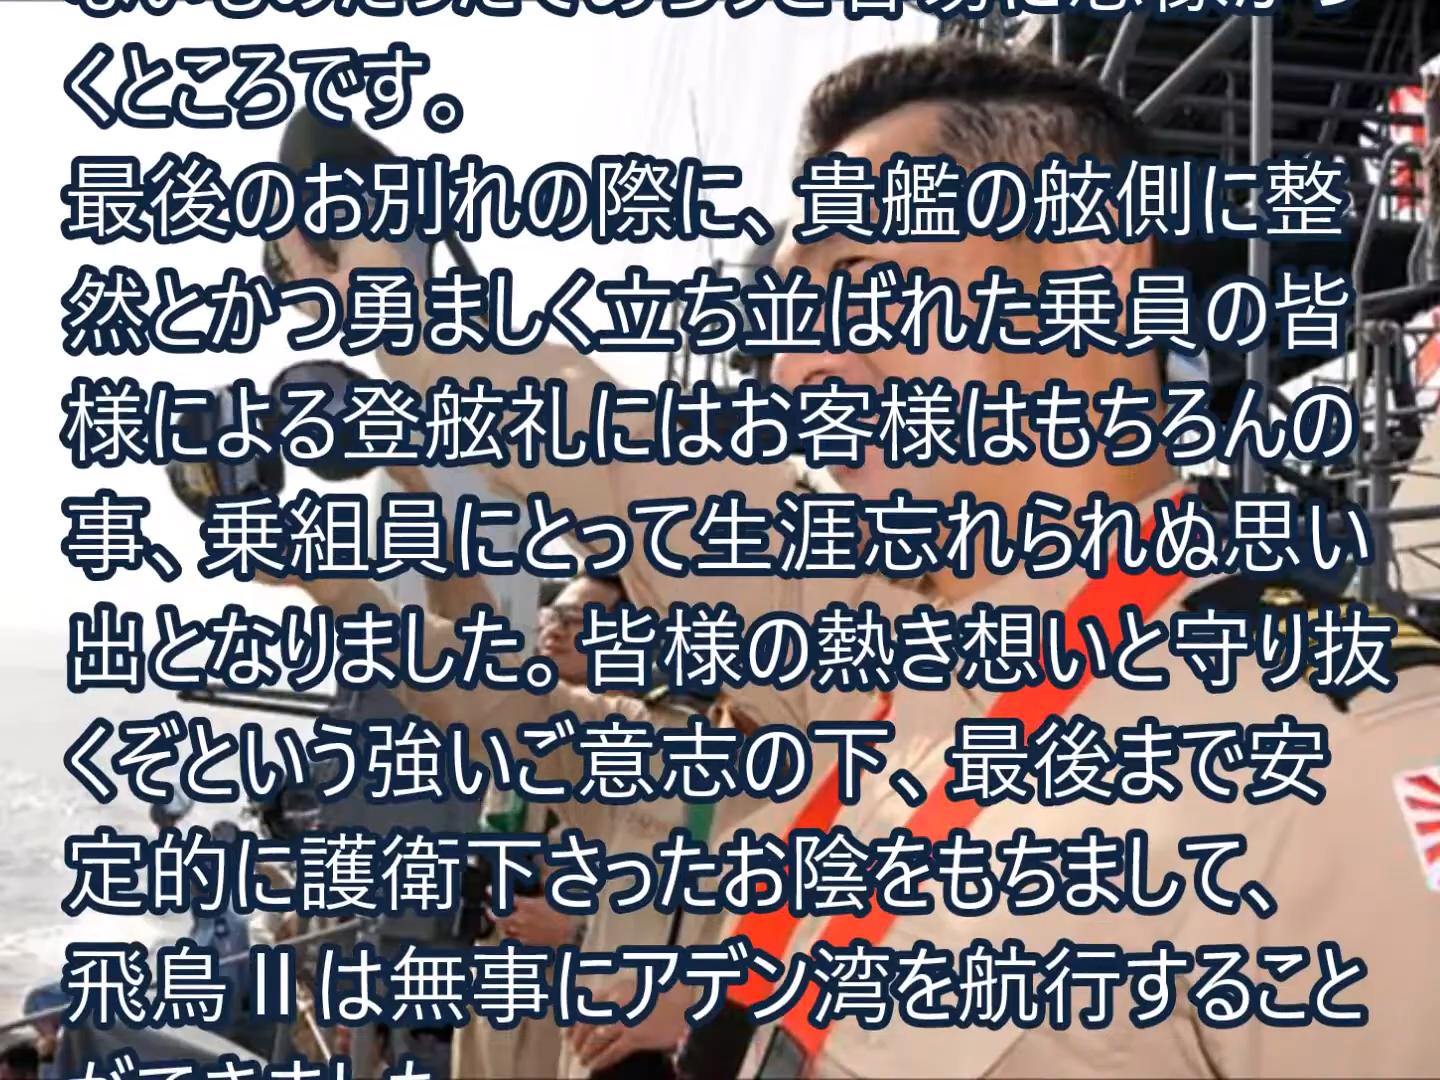 くところです。
最後のお別れの際に、貴艦の舷側に整
然とかつ勇ましく立ち並ばれた乗員の皆
様による登舷礼にはお客様はもちろんの
事、乗組員にとって生涯忘れられぬ思い
出となりました。皆様の熱き想いと守り抜
くぞという強いご意志の下、最後まで安
定的に護衛下さったお陰をもちまして、
飛鳥Ⅱは無事にアデン湾を航行すること
ができました